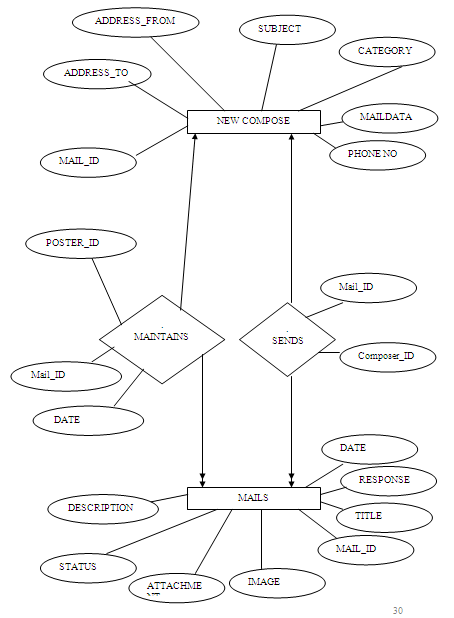 ADDRESS_FROM
SUBJECT
CATEGORY
ADDRESS_TO
MAILDATA
NEW COMPOSE
PHONE NO
MAIL_ID
POSTER_ID
Mail_ID
MAINTAINS
SENDS
Composer_ID
Mail_ID
DATE
DATE
RESPONSE
MAILS
DESCRIPTION
TITLE
MAIL_ID
STATUS
IMAGE
ATTACHME
NT
30